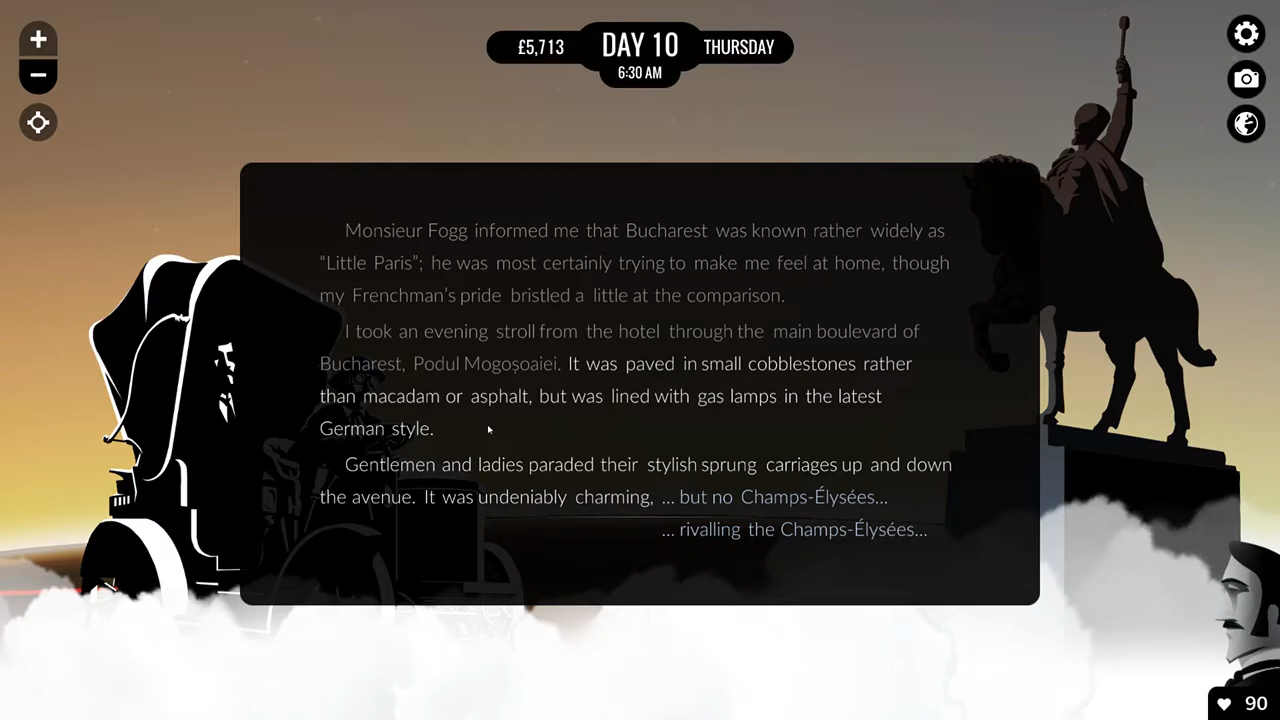 £5,713 DAY 10 THURSDAY
6:30 AM
Monsieur Fogg informed me that Bucharest was known rather widely as
“Little Paris”; he was most certainly trying to make me feel at home, though
my Frenchman’s pride bristled a little at the comparison.
I took an evening stroll from the hotel through the main boulevard of
Bucharest, Podul Mogoșoaiei. It was paved in small cobblestones rather
than macadam or asphalt, but was lined with gas lamps in the latest
German style.
Gentlemen and ladies paraded their stylish sprung carriages up and down
the avenue. It was undeniably charming, ... but no Champs-Élysées...
... rivalling the Champs-Élysées...
90